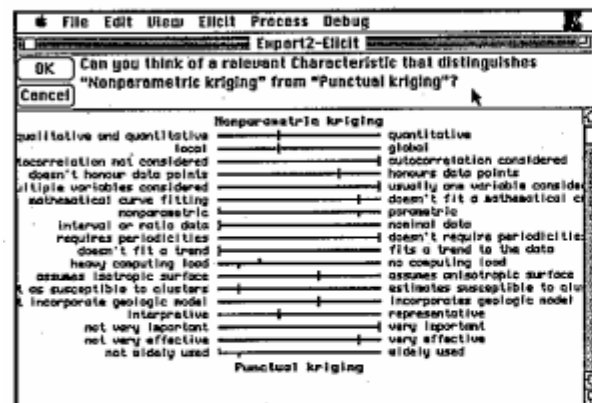 File Edit View Elicit Process Debug
Expert2-Elicit
OK Can you think of a relevant Characteristic that distinguishes
"Nonparametric kriging" from "Punctual kriging"?
Cancel
Nonparametric kriging
qualitative and quantitative quantitative
local global
tocorrelation not considered autocorrelation considered
doesn't honour data points honours data points
ultiple variables considered usually one variable conside
mathematical curve fitting doesn't fit a mathematical c
nonparametric parametric
interval or ratio data nominal data
requires periodicities doesn't require periodicitie
doesn't fit a trend fits a trend to the data
heavy computing load no computing load
assumes isotropic surface assumes anisotropic surface
t as susceptible to clusters estimates susceptible to clu
t incorporate geologic model incorporates geologic model
interpretive representative
not very important very important
not very effective very effective
not widely used widely used
Punctual kriging